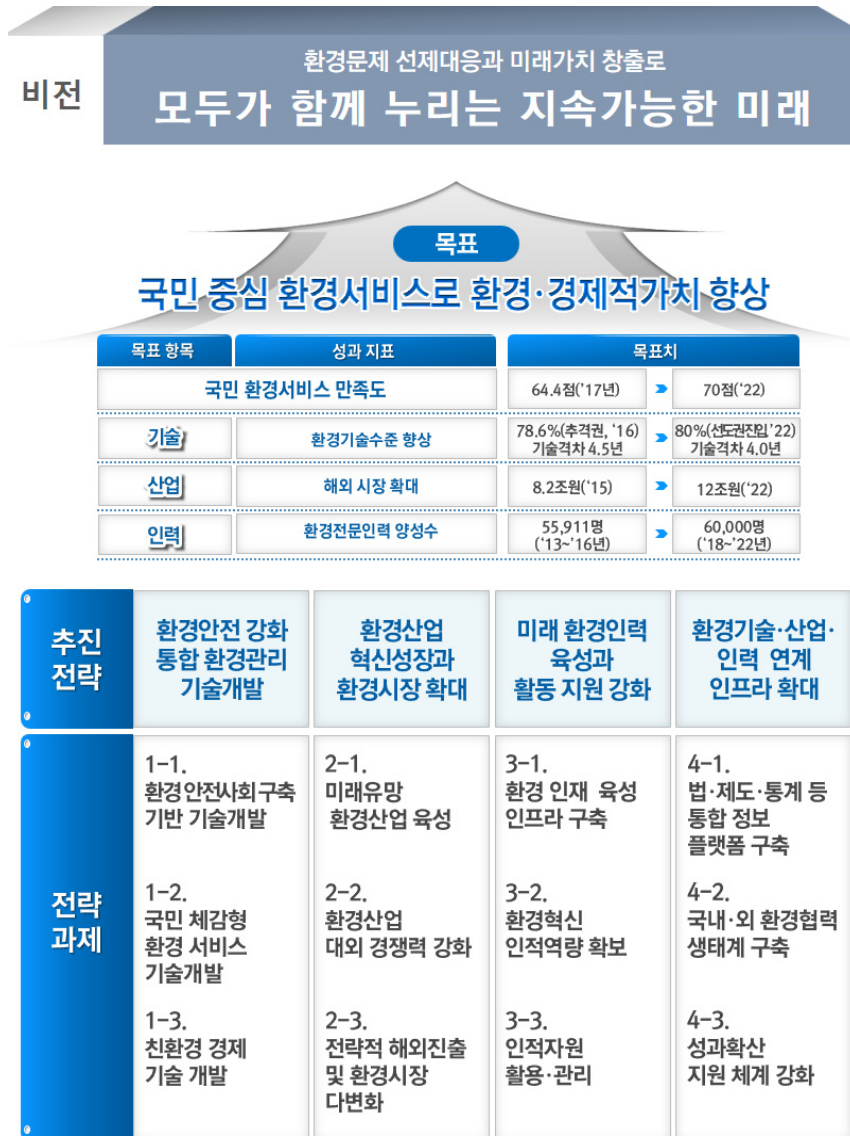 비전
환경문제 선제대응과 미래가치 창출로
모두가 함께 누리는 지속가능한 미래
목표
국민 중심 환경서비스로 환경·경제적가치 향상
목표 항목 성과 지표 목표치
국민 환경서비스 만족도 64.4점('17년) 70점('22)
기술 환경기술수준 향상 78.6%(추격권, '16) 80%(선도권진입,'22)
기술격차 4.5년 기술격차 4.0년
산업 해외 시장 확대 8.2조원('15) 12조원('22)
인력 환경전문인력 양성수 55,911명 60,000명
('13~'16년) ('18~'22년)
추진
전략
환경안전 강화
통합 환경관리
기술개발
환경산업
혁신성장과
환경시장 확대
미래 환경인력
육성과
활동 지원 강화
환경기술·산업·
인력 연계
인프라 확대
전략
과제
1-1.
환경안전사회구축
기반 기술개발
1-2.
국민 체감형
환경 서비스
기술개발
1-3.
친환경 경제
기술 개발
2-1.
미래유망
환경산업 육성
2-2.
환경산업
대외 경쟁력 강화
2-3.
전략적 해외진출
및 환경시장
다변화
3-1.
환경 인재 육성
인프라 구축
3-2.
환경혁신
인적역량 확보
3-3.
인적자원
활용·관리
4-1.
법·제도·통계 등
통합 정보
플랫폼 구축
4-2.
국내·외 환경협력
생태계 구축
4-3.
성과확산
지원 체계 강화